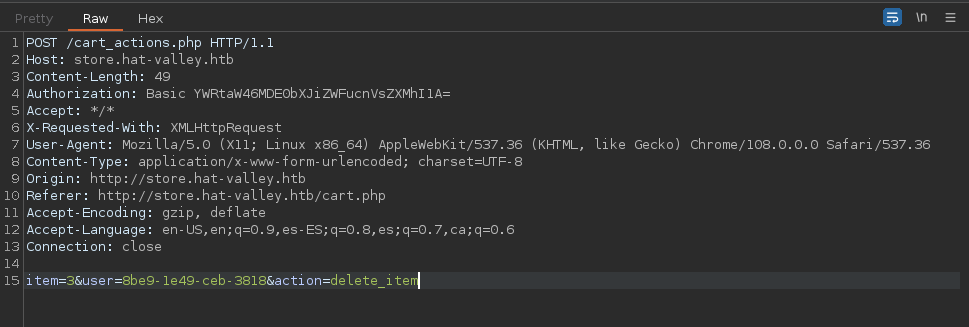 Pretty Raw Hex \n
1 POST /cart_actions.php HTTP/1.1
2 Host: store.hat-valley.htb
3 Content-Length: 49
4 Authorization: Basic YWRtaW46MDE0bXJiZWFucnVsZXMhI1A=
5 Accept: */*
6 X-Requested-With: XMLHttpRequest
7 User-Agent: Mozilla/5.0 (X11; Linux x86_64) AppleWebKit/537.36 (KHTML, like Gecko) Chrome/108.0.0.0 Safari/537.36
8 Content-Type: application/x-www-form-urlencoded; charset=UTF-8
9 Origin: http://store.hat-valley.htb
10 Referer: http://store.hat-valley.htb/cart.php
11 Accept-Encoding: gzip, deflate
12 Accept-Language: en-US,en;q=0.9,es-ES;q=0.8,es;q=0.7,ca;q=0.6
13 Connection: close
14
15 item=3&user=8be9-1e49-ceb-3818&action=delete_item